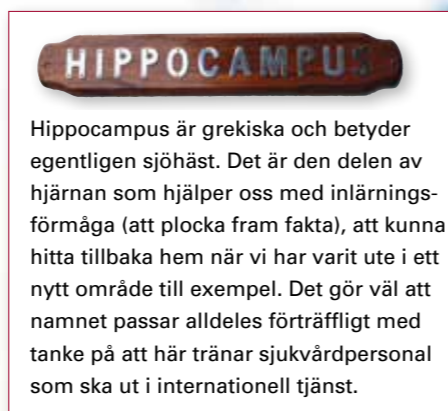 HIPPOCAMPUS
Hippocampus är grekiska och betyder
egentligen sjöhäst. Det är den delen av
hjärnan som hjälper oss med inlärnings-
förmåga (att plocka fram fakta), att kunna
hitta tillbaka hem när vi har varit ute i ett
nytt område till exempel. Det gör väl att
namnet passar alldeles förträffligt med
tanke på att här tränar sjukvårdpersonal
som ska ut i internationell tjänst.